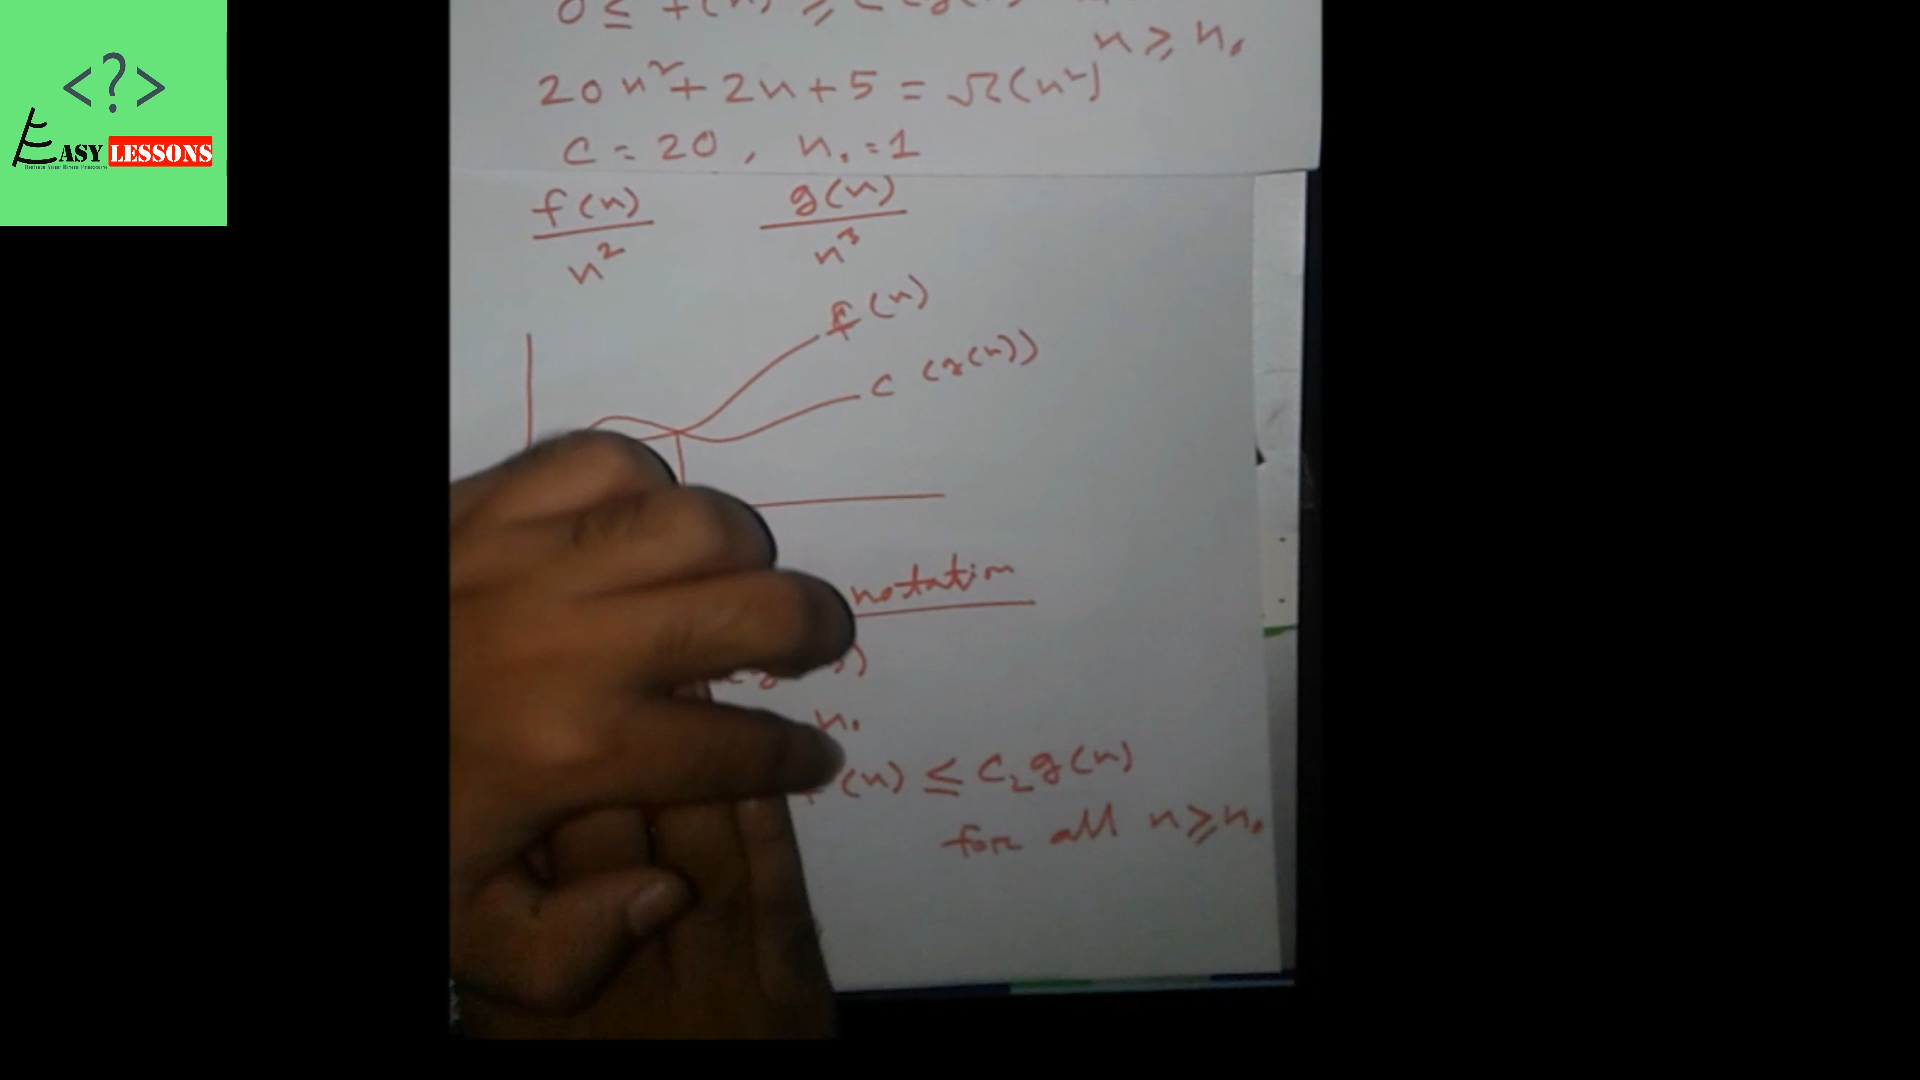 <?>
EASY LESSONS
n ≥ n₀
20n² + 2n + 5 = Ω(n²)
c = 20, n₀ = 1
f(n) g(n)
n² n³
f(n)
c (g(n))
notation
n₀
(n) ≤ c₂g(n)
for all n ≥ n₀